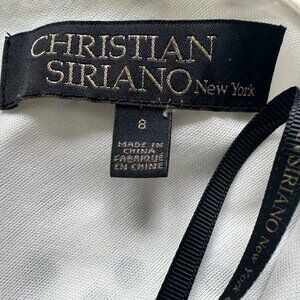 CHRISTIAN
SIRIANO New York
8
MADE IN
CHINA
FABRIQUÉ
EN CHINE
SIRIANO New York